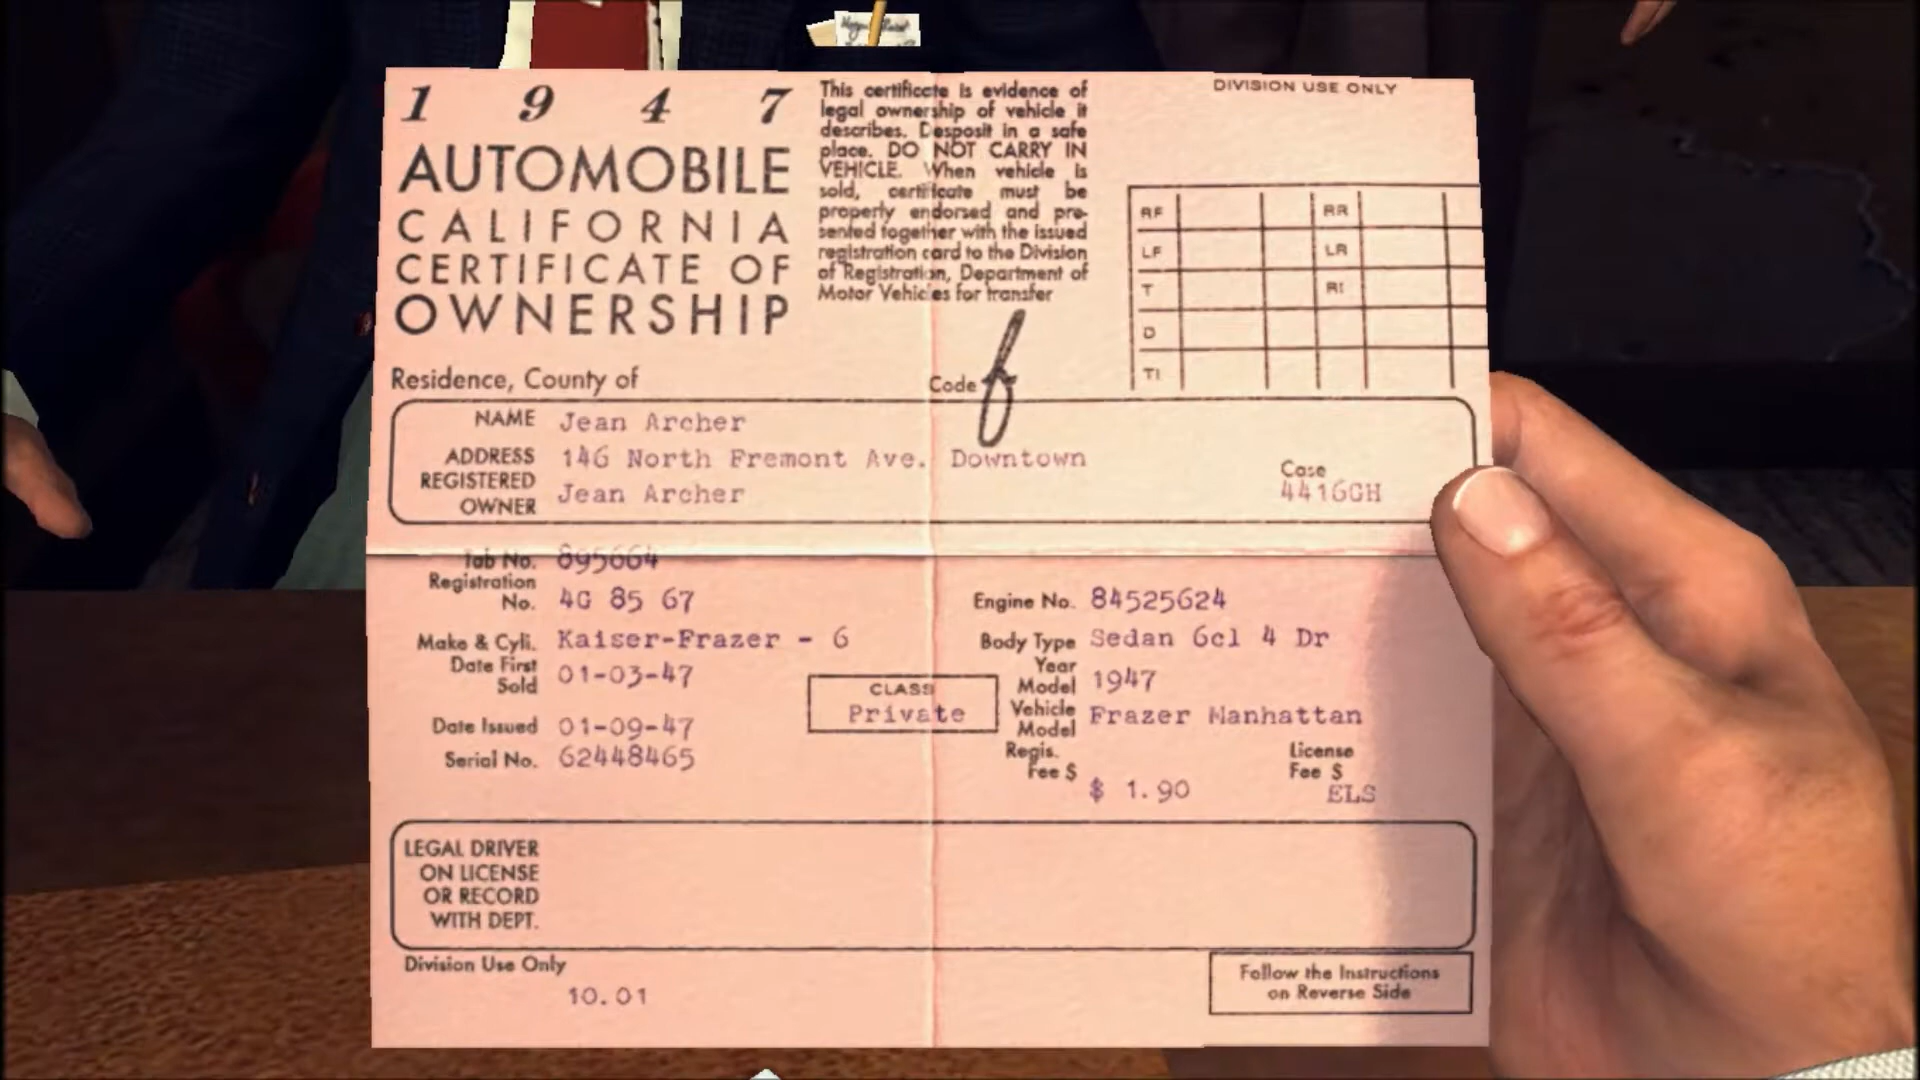 1 9 4 7
AUTOMOBILE
CALIFORNIA
CERTIFICATE OF
OWNERSHIP
This certificate is evidence of
legal ownership of vehicle it
describes. Desposit in a safe
place. DO NOT CARRY IN
VEHICLE. When vehicle is
sold, certificate must be
properly endorsed and pre-
sented together with the issued
registration card to the Division
of Registration, Department of
Motor Vehicles for transfer
DIVISION USE ONLY
RF RR
LF LR
T RI
D
TI
Residence, County of
Code f
NAME Jean Archer
ADDRESS 146 North Fremont Ave. Downtown
REGISTERED
OWNER Jean Archer
Case
4416GH
Tab No. 895664
Registration
No. 4G 85 67
Make & Cyli. Kaiser-Frazer - 6
Date First
Sold 01-03-47
Date Issued 01-09-47
Serial No. 62448465
CLASS
Private
Engine No. 84525624
Body Type Sedan 6cl 4 Dr
Year
Model 1947
Vehicle
Model Frazer Manhattan
Regis.
Fee $
$ 1.90
License
Fee $
ELS
LEGAL DRIVER
ON LICENSE
OR RECORD
WITH DEPT.
Division Use Only
10.01
Follow the Instructions
on Reverse Side